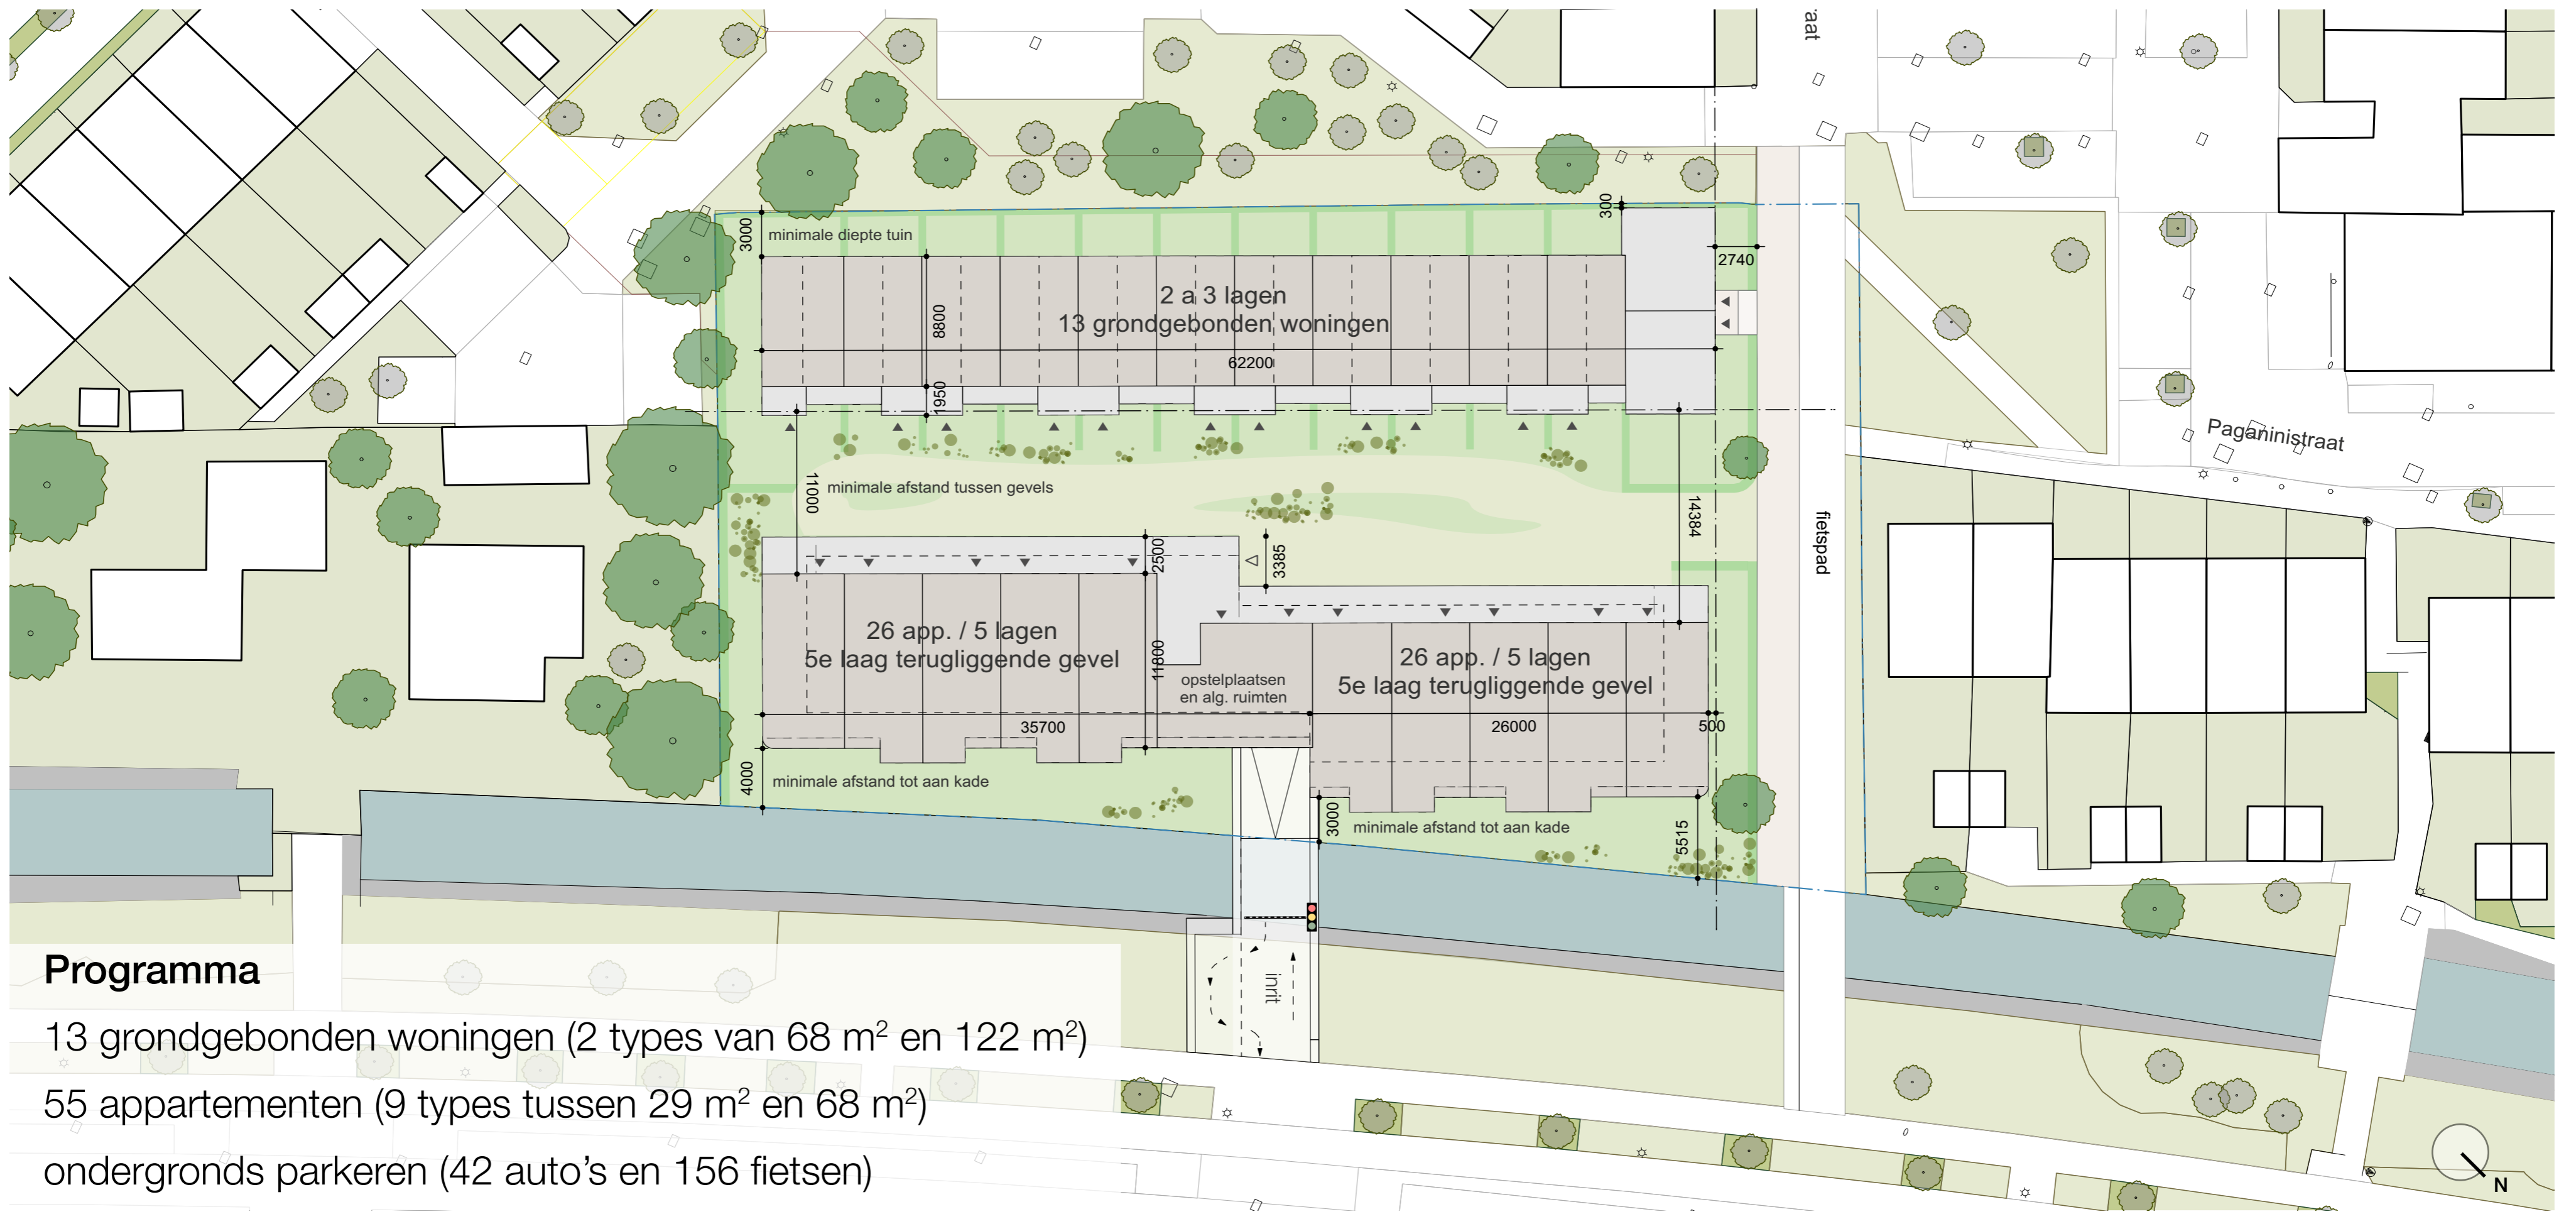 raat
300
3000
minimale diepte tuin
2740
2 a 3 lagen
13 grondgebonden woningen
8800
62200
1950
Paganinistraat
11000
minimale afstand tussen gevels
14384
fietspad
2500
3385
26 app. / 5 lagen
5e laag terugliggende gevel
11800
26 app. / 5 lagen
5e laag terugliggende gevel
opstelplaatsen
en alg. ruimten
35700
26000
500
4000
minimale afstand tot aan kade
3000
minimale afstand tot aan kade
5515
inrit
Programma
13 grondgebonden woningen (2 types van 68 m² en 122 m²)
55 appartementen (9 types tussen 29 m² en 68 m²)
ondergronds parkeren (42 auto’s en 156 fietsen)
N